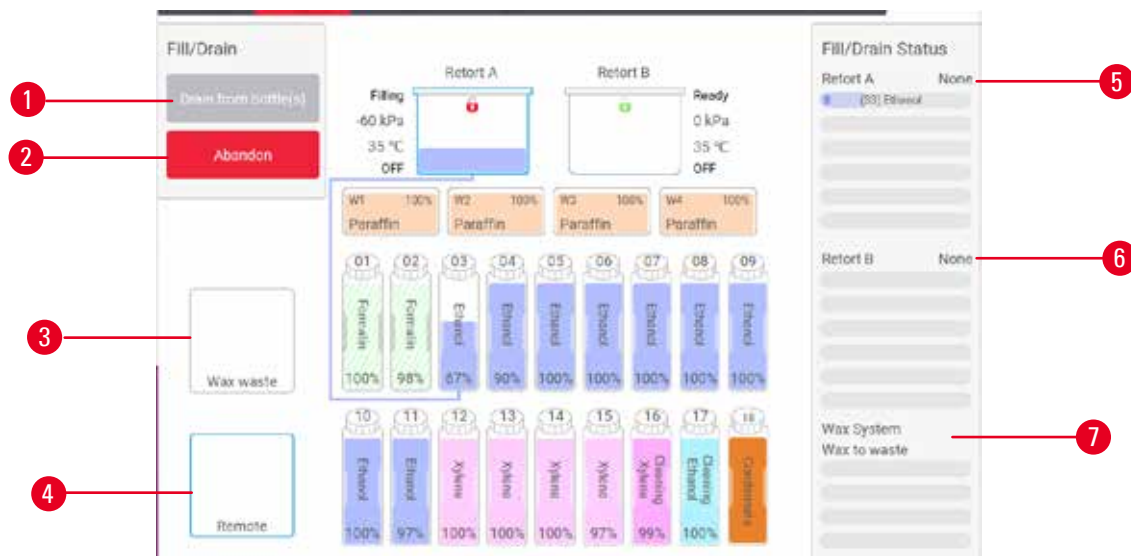 Fill/Drain
Drain from bottle(s)
Abandon
1
2
3
4
Wax waste
Remote
Retort A
Retort B
Filling
-60 kPa
35 °C
OFF
Ready
0 kPa
35 °C
OFF
W1 100%
Paraffin
W2 100%
Paraffin
W3 100%
Paraffin
W4 100%
Paraffin
01 02 03 04 05 06 07 08 09
Formalin Formalin Ethanol Ethanol Ethanol Ethanol Ethanol Ethanol Ethanol
100% 98% 67% 90% 100% 100% 100% 100% 100%
10 11 12 13 14 15 16 17 18
Ethanol Ethanol Xylene Xylene Xylene Xylene Cleaning Xylene Cleaning Ethanol Condensate
100% 97% 100% 100% 100% 97% 99% 100%
Fill/Drain Status
Retort A None
(S3) Ethanol
Retort B None
Wax System
Wax to waste
5
6
7